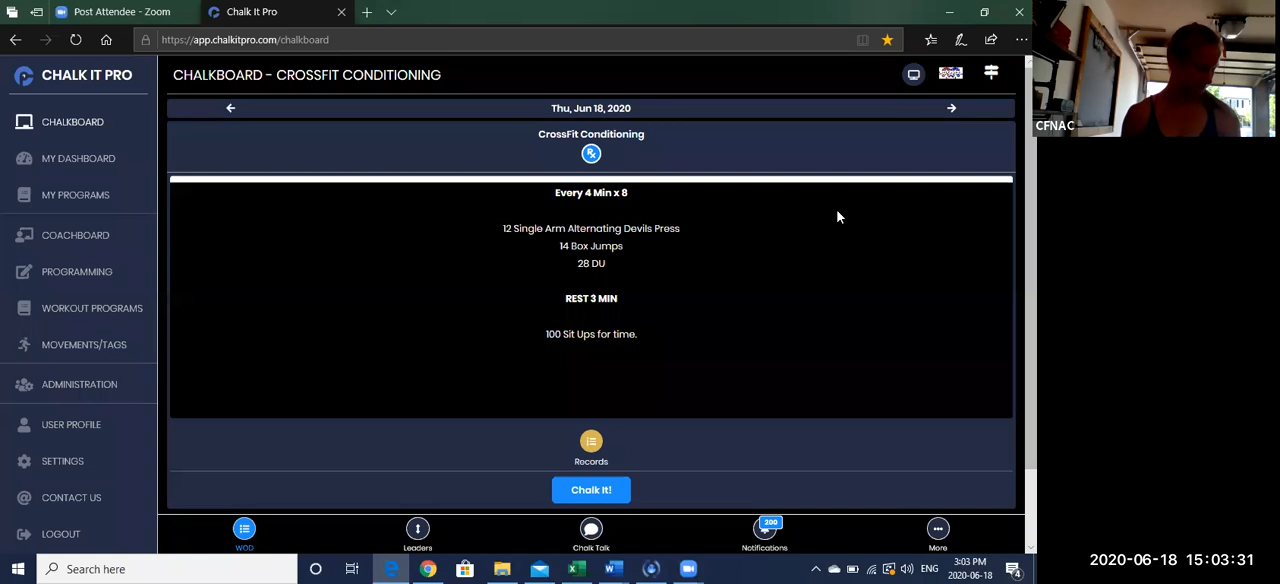 Post Attendee - Zoom
Chalk It Pro
https://app.chalkitpro.com/chalkboard
CHALK IT PRO
CHALKBOARD - CROSSFIT CONDITIONING
CHALKBOARD
MY DASHBOARD
MY PROGRAMS
COACHBOARD
PROGRAMMING
WORKOUT PROGRAMS
MOVEMENTS/TAGS
ADMINISTRATION
USER PROFILE
SETTINGS
CONTACT US
LOGOUT
Thu, Jun 18, 2020
CrossFit Conditioning
Rx
Every 4 Min x 8
12 Single Arm Alternating Devils Press
14 Box Jumps
28 DU
REST 3 MIN
100 Sit Ups for time.
Records
Chalk It!
WOD
Leaders
Chalk Talk
200
Notifications
More
CFNAC
Search here
ENG
3:03 PM
2020-06-18
4
2020-06-18 15:03:31